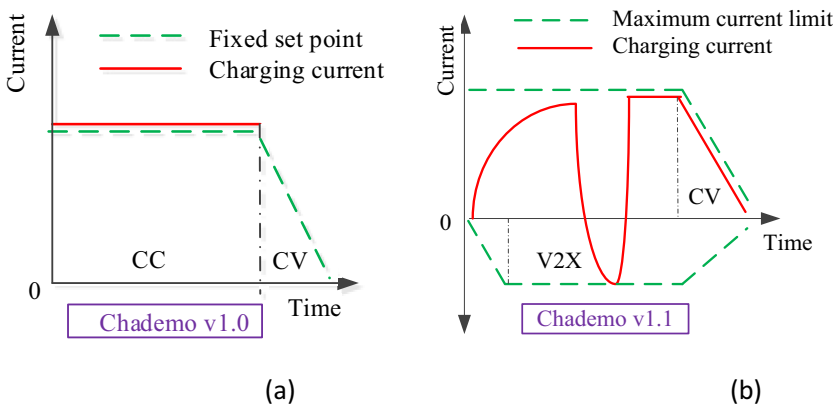 Current
Fixed set point
Charging current
CC
CV
0
Time
Chademo v1.0
(a)
Current
Maximum current limit
Charging current
CV
0
Time
V2X
Chademo v1.1
(b)